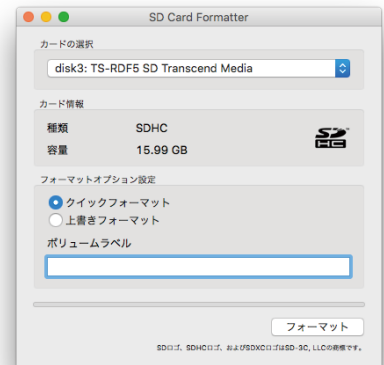 SD Card Formatter
カードの選択
disk3: TS-RDF5 SD Transcend Media
カード情報
種類 SDHC
容量 15.99 GB
SD HC
フォーマットオプション設定
クイックフォーマット
上書きフォーマット
ボリュームラベル
フォーマット
SDロゴ、SDHCロゴ、およびSDXCロゴはSD-3C, LLCの商標です。